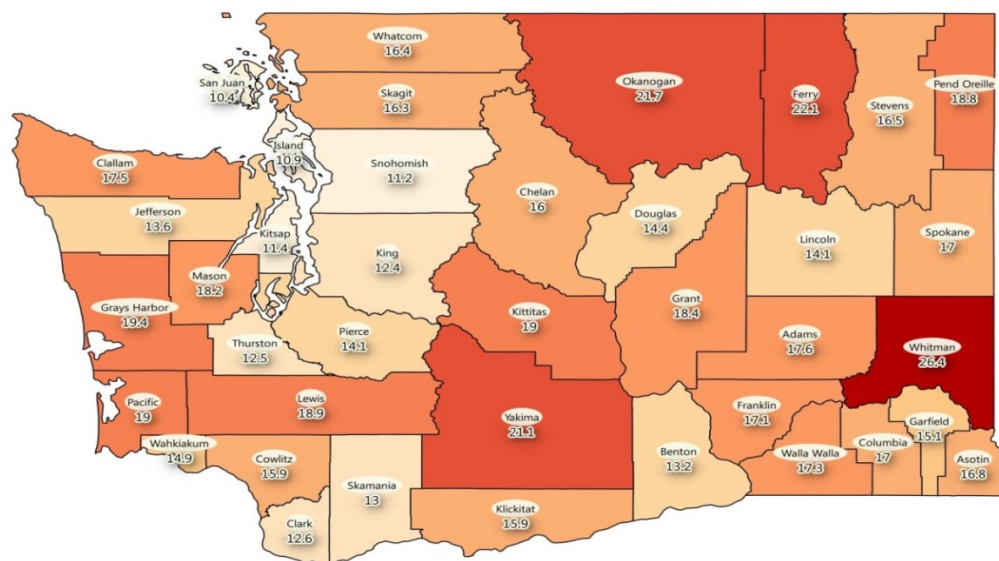 Whatcom
16.4
San Juan
10.4
Skagit
16.3
Okanogan
21.7
Ferry
22.1
Stevens
16.5
Pend Oreille
18.8
Island
10.9
Clallam
17.5
Snohomish
11.2
Chelan
16
Jefferson
13.6
Douglas
14.4
Kitsap
11.4
King
12.4
Lincoln
14.1
Spokane
17
Mason
18.2
Grays Harbor
19.4
Kittitas
19
Grant
18.4
Pierce
14.1
Thurston
12.5
Adams
17.6
Whitman
26.4
Pacific
19
Lewis
18.9
Yakima
21.1
Franklin
17.1
Garfield
15.1
Wahkiakum
14.9
Cowlitz
15.9
Benton
13.2
Walla Walla
17.3
Columbia
17
Asotin
16.8
Skamania
13
Klickitat
15.9
Clark
12.6